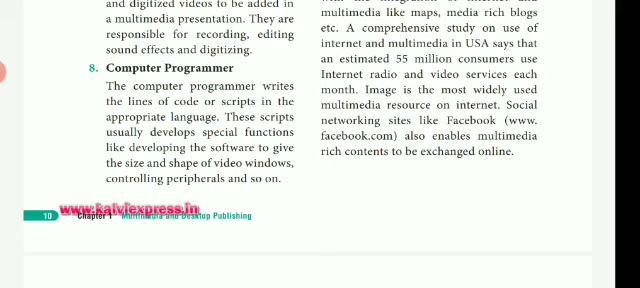 and digitized videos to be added in
a multimedia presentation. They are
responsible for recording, editing
sound effects and digitizing.
8. Computer Programmer
The computer programmer writes
the lines of code or scripts in the
appropriate language. These scripts
usually develops special functions
like developing the software to give
the size and shape of video windows,
controlling peripherals and so on.
multimedia like maps, media rich blogs
etc. A comprehensive study on use of
internet and multimedia in USA says that
an estimated 55 million consumers use
Internet radio and video services each
month. Image is the most widely used
multimedia resource on internet. Social
networking sites like Facebook (www.
facebook.com) also enables multimedia
rich contents to be exchanged online.
www.kalviexpress.in
10 Chapter 1 Multimedia and Desktop Publishing